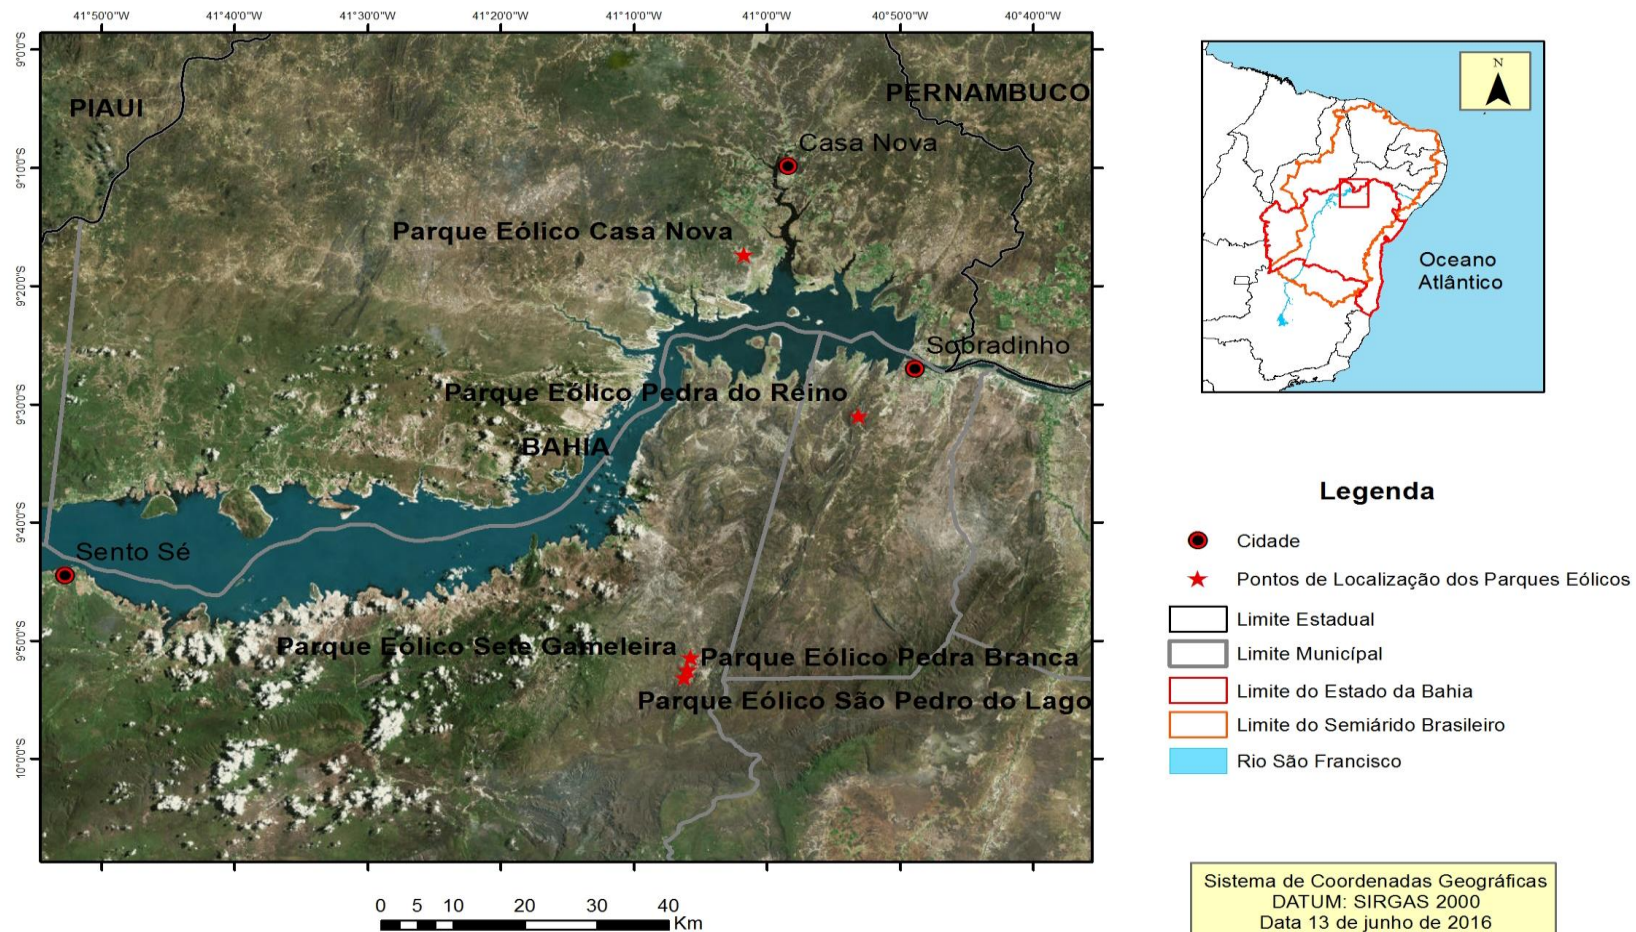 41°50'0"W 41°40'0"W 41°30'0"W 41°20'0"W 41°10'0"W 41°0'0"W 40°50'0"W 40°40'0"W
9°0'0"S
9°10'0"S
9°20'0"S
9°30'0"S
9°40'0"S
9°50'0"S
10°0'0"S
PIAUI
PERNAMBUCO
Casa Nova
Parque Eólico Casa Nova
Sobradinho
Parque Eólico Pedra do Reino
BAHIA
Sento Sé
Parque Eólico Sete Gameleira
Parque Eólico Pedra Branca
Parque Eólico São Pedro do Lago
0 5 10 20 30 40
Km
N
Oceano
Atlântico
Legenda
Cidade
Pontos de Localização dos Parques Eólicos
Limite Estadual
Limite Municípal
Limite do Estado da Bahia
Limite do Semiárido Brasileiro
Rio São Francisco
Sistema de Coordenadas Geográficas
DATUM: SIRGAS 2000
Data 13 de junho de 2016